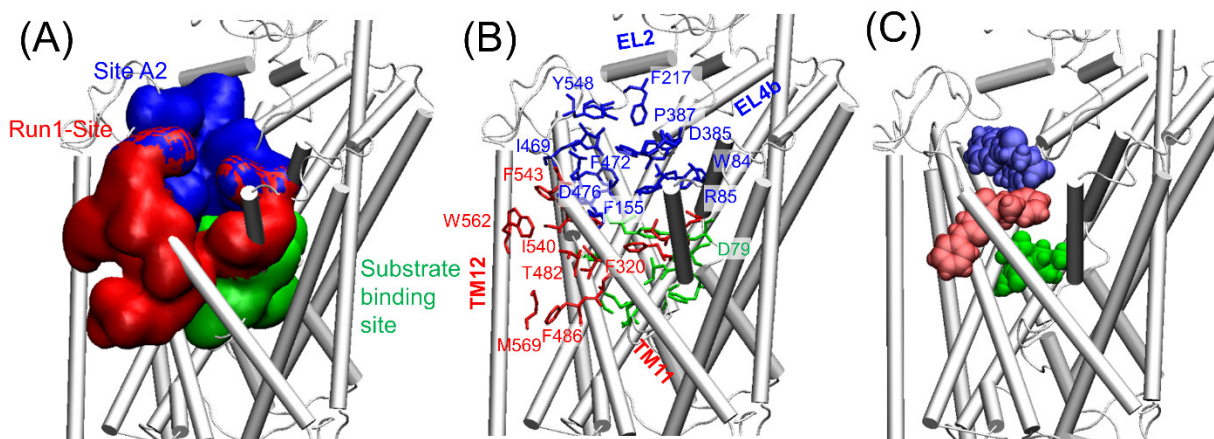 (A)
Site A2
Run1-Site
Substrate
binding
site
(B)
EL2
Y548
F217
EL4b
P387
D385
I469
F472
W84
F543
D476
R85
F155
W562
I540
D79
T482
F320
TM12
F486
M569
TM11
(C)